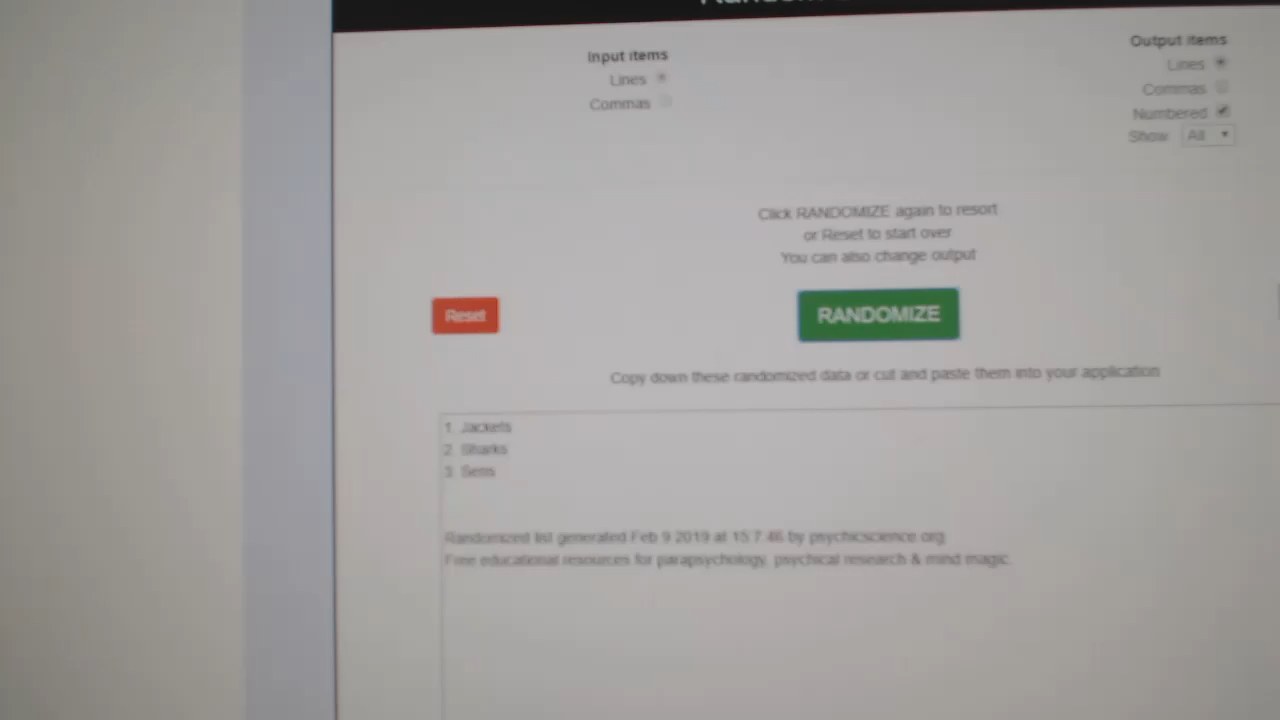 Input items
Lines
Commas
Output items
Lines
Commas
Numbered
Show All
Click RANDOMIZE again to resort
or Reset to start over
You can also change output
Reset
RANDOMIZE
Copy down these randomized data or cut and paste them into your application
1. Jackets
2. Sharks
3. Sens
Randomized list generated Feb 9 2019 at 15:7:46 by psychicscience.org
Free educational resources for parapsychology, psychical research & mind magic.